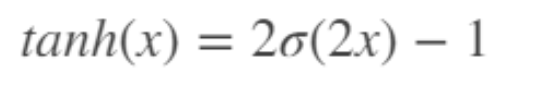 tanh(x) = 2σ(2x) − 1